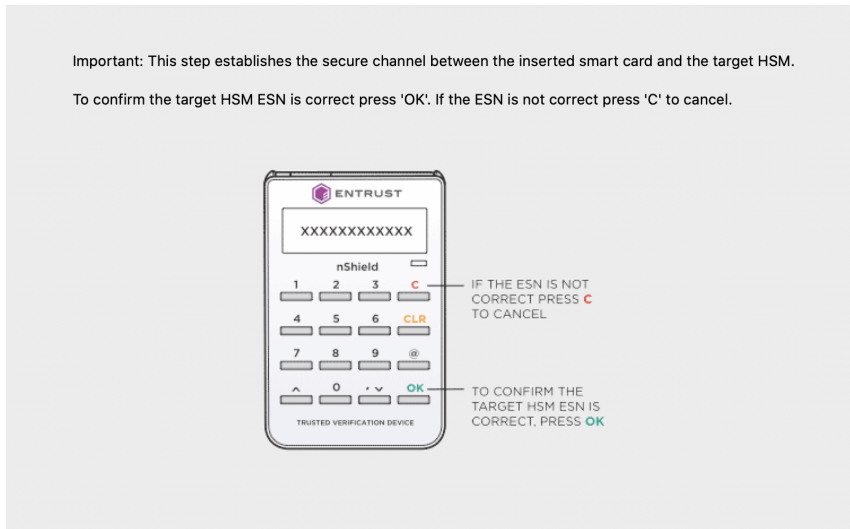 Important: This step establishes the secure channel between the inserted smart card and the target HSM.
To confirm the target HSM ESN is correct press 'OK'. If the ESN is not correct press 'C' to cancel.
ENTRUST
XXXXXXXXXXXX
nShield
1 2 3 C
IF THE ESN IS NOT
CORRECT PRESS C
TO CANCEL
4 5 6 CLR
7 8 9 @
^ 0 ' ˅ OK
TO CONFIRM THE
TARGET HSM ESN IS
CORRECT, PRESS OK
TRUSTED VERIFICATION DEVICE